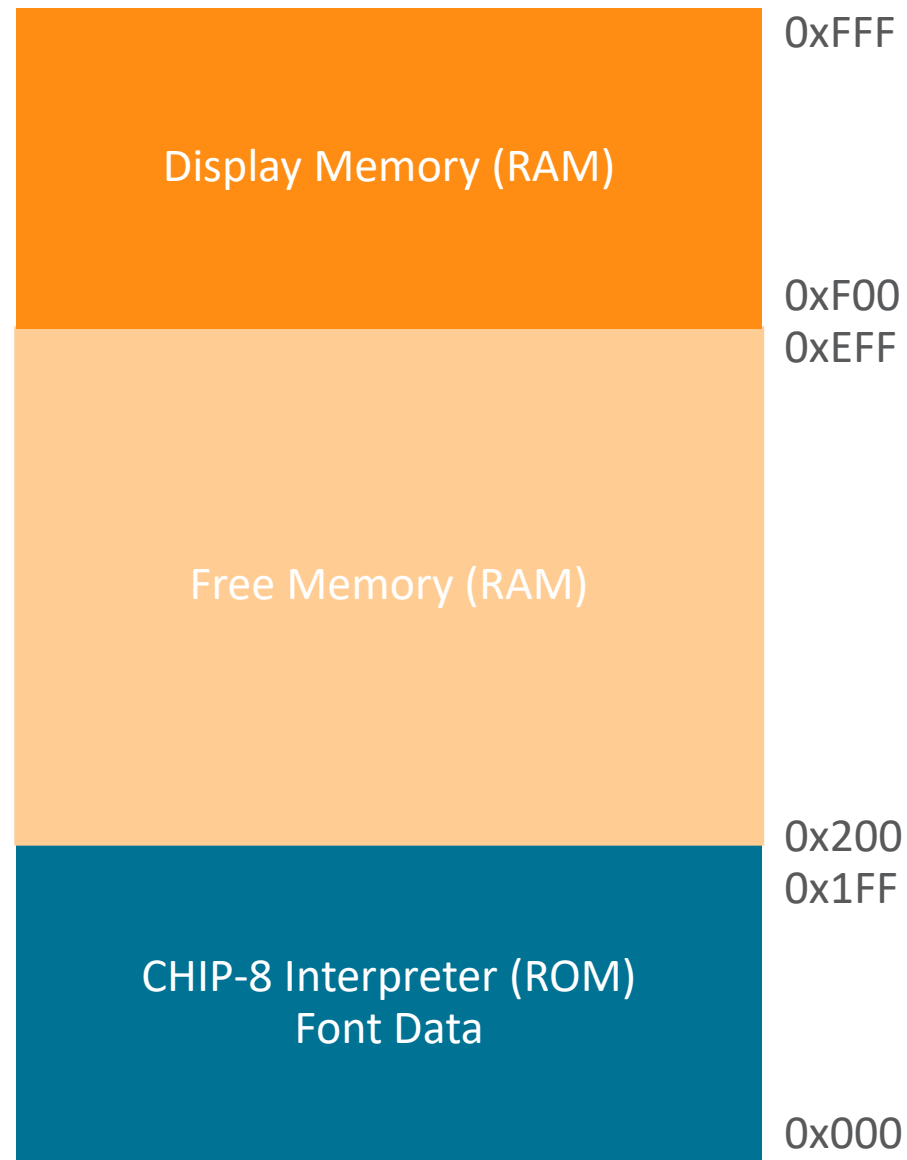 0xFFF
Display Memory (RAM)
0xF00
0xEFF
Free Memory (RAM)
0x200
0x1FF
CHIP-8 Interpreter (ROM)
Font Data
0x000